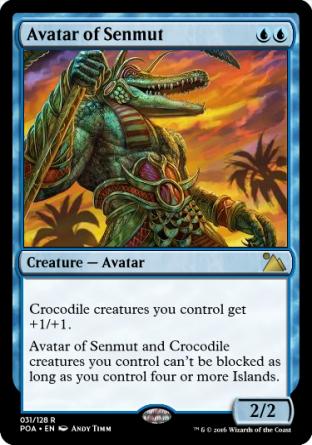 Avatar of Senmut
Creature — Avatar
Crocodile creatures you control get
+1/+1.
Avatar of Senmut and Crocodile
creatures you control can't be blocked
as long as you control four or more Islands.
2/2
031/128 R
POA • EN ANDY TIMM
™ & © 2016 Wizards of the Coast